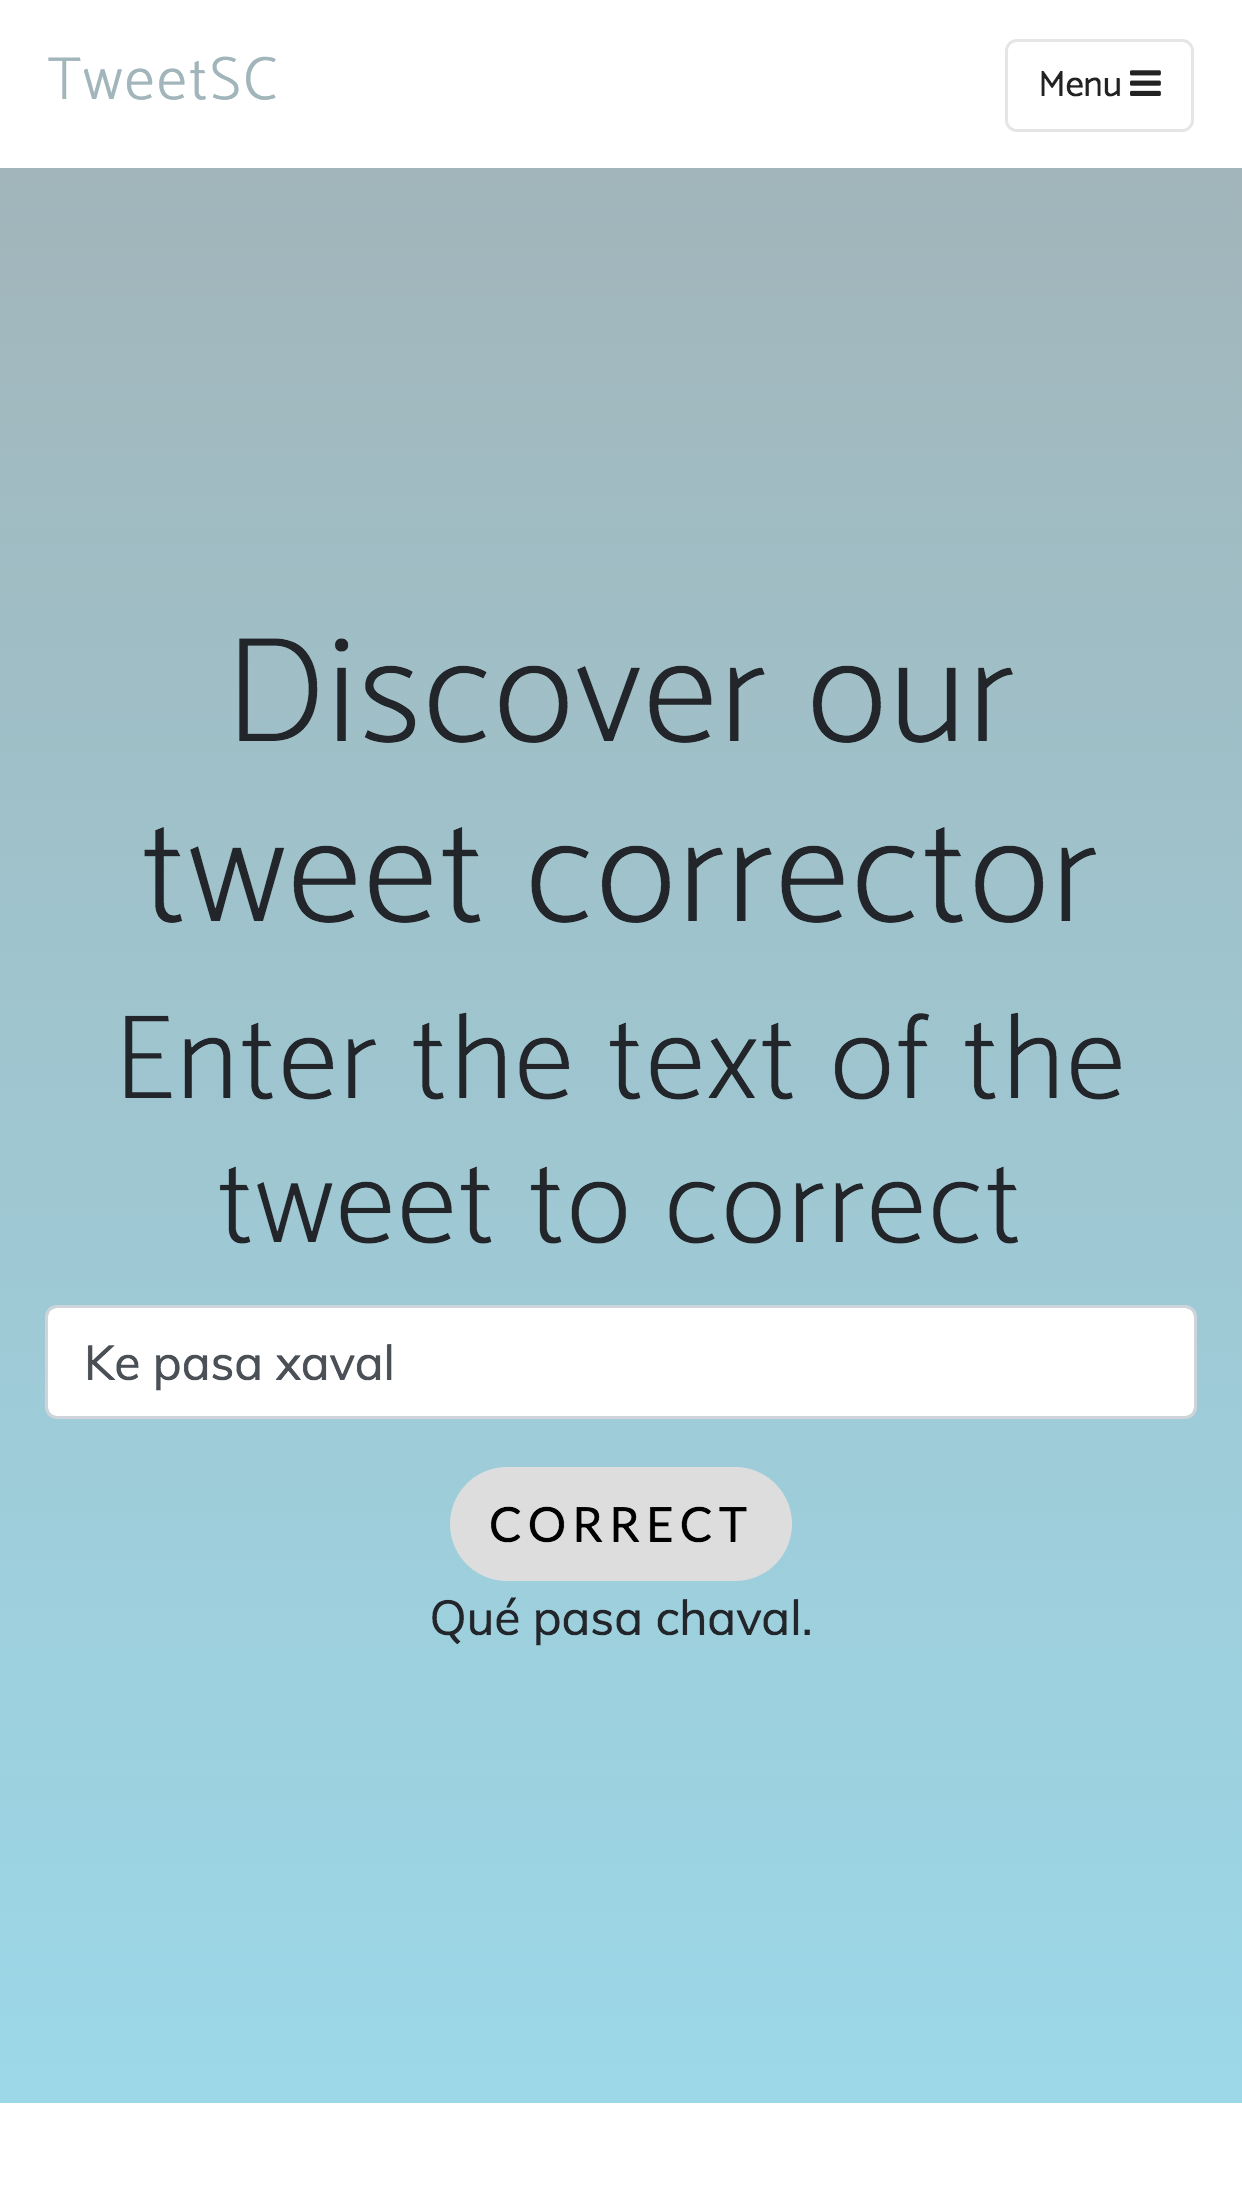 TweetSC
Menu
Discover our
tweet corrector
Enter the text of the
tweet to correct
Ke pasa xaval
CORRECT
Qué pasa chaval.